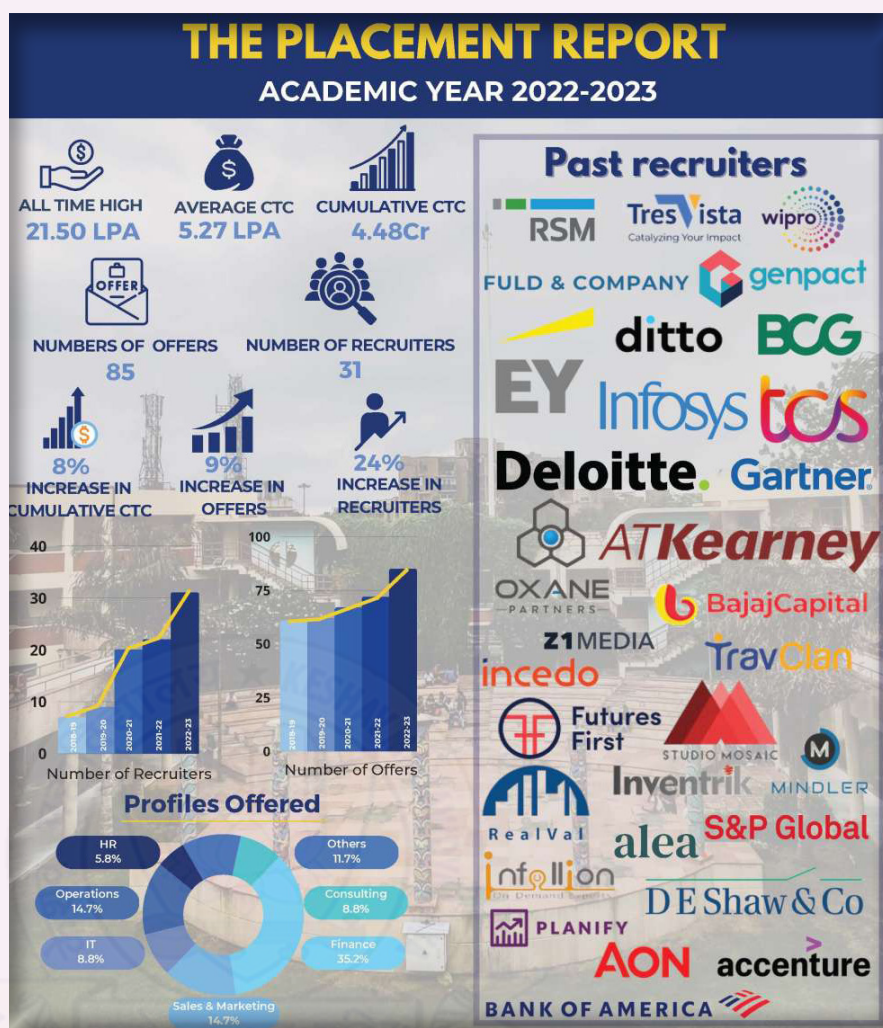 THE PLACEMENT REPORT
ACADEMIC YEAR 2022-2023
ALL TIME HIGH
21.50 LPA
AVERAGE CTC
5.27 LPA
CUMULATIVE CTC
4.48Cr
OFFER
NUMBERS OF OFFERS
85
NUMBER OF RECRUITERS
31
8%
INCREASE IN
CUMULATIVE CTC
9%
INCREASE IN
OFFERS
24%
INCREASE IN
RECRUITERS
40
30
20
10
0
2018-19
2019-20
2020-21
2021-22
2022-23
Number of Recruiters
100
75
50
25
0
2018-19
2019-20
2020-21
2021-22
2022-23
Number of Offers
Profiles Offered
HR
5.8%
Others
11.7%
Operations
14.7%
Consulting
8.8%
IT
8.8%
Finance
35.2%
Sales & Marketing
14.7%
Past recruiters
RSM
TresVista
Catalyzing Your Impact
wipro
FULD & COMPANY
genpact
EY
ditto
BCG
Infosys
tcs
Deloitte.
Gartner
ATKearney
OXANE
PARTNERS
BajajCapital
Z1MEDIA
TravClan
incedo
Futures
First
STUDIO MOSAIC
M
MINDLER
Inventrik
RealVal
alea
S&P Global
infollion
On Demand Experts
DE Shaw & Co
PLANIFY
AON
accenture
BANK OF AMERICA